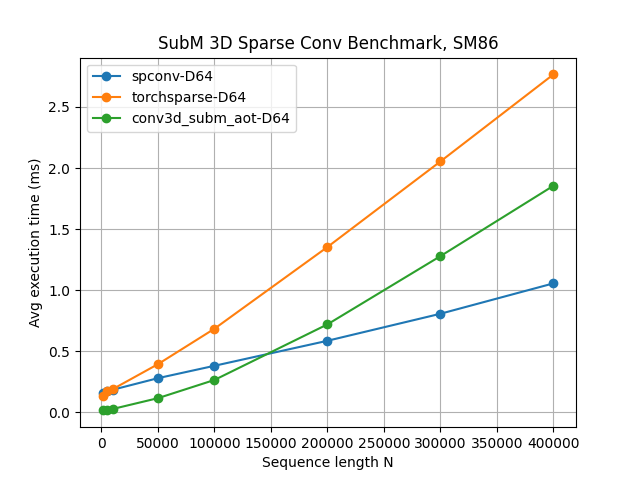 SubM 3D Sparse Conv Benchmark, SM86
spconv-D64
torchsparse-D64
conv3d_subm_aot-D64
Avg execution time (ms)
2.5
2.0
1.5
1.0
0.5
0.0
0 50000 100000 150000 200000 250000 300000 350000 400000
Sequence length N